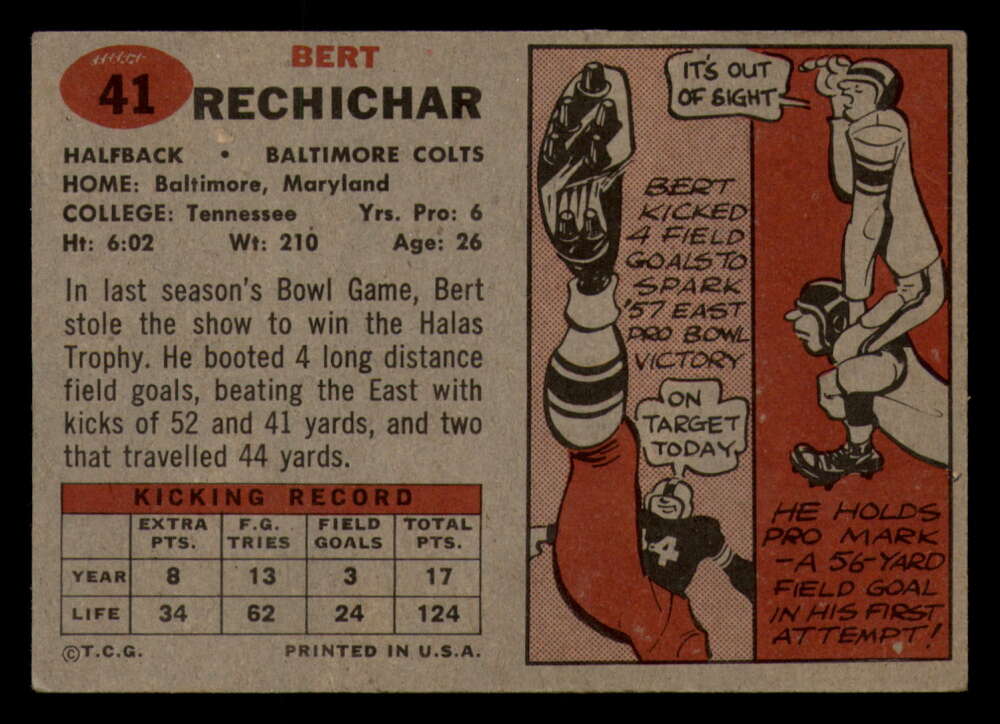 41
BERT
RECHICHAR
HALFBACK • BALTIMORE COLTS
HOME: Baltimore, Maryland
COLLEGE: Tennessee Yrs. Pro: 6
Ht: 6:02 Wt: 210 Age: 26
In last season's Bowl Game, Bert
stole the show to win the Halas
Trophy. He booted 4 long distance
field goals, beating the East with
kicks of 52 and 41 yards, and two
that travelled 44 yards.
KICKING RECORD
EXTRA PTS. F.G. TRIES FIELD GOALS TOTAL PTS.
YEAR 8 13 3 17
LIFE 34 62 24 124
©T.C.G. PRINTED IN U.S.A.
IT'S OUT
OF SIGHT
BERT
KICKED
4 FIELD
GOALS TO
SPARK
'57 EAST
PRO BOWL
VICTORY
ON
TARGET
TODAY
4
HE HOLDS
PRO MARK
-A 56-YARD
FIELD GOAL
IN HIS FIRST
ATTEMPT!